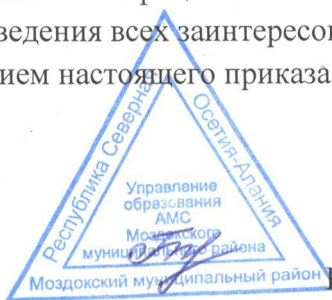 ведения всех заинтересов
ием настоящего приказа
Республика Северная
Осетия-Алания
Управление
образования
АМС
Моздокского
муниципального района
Моздокский муниципальный район